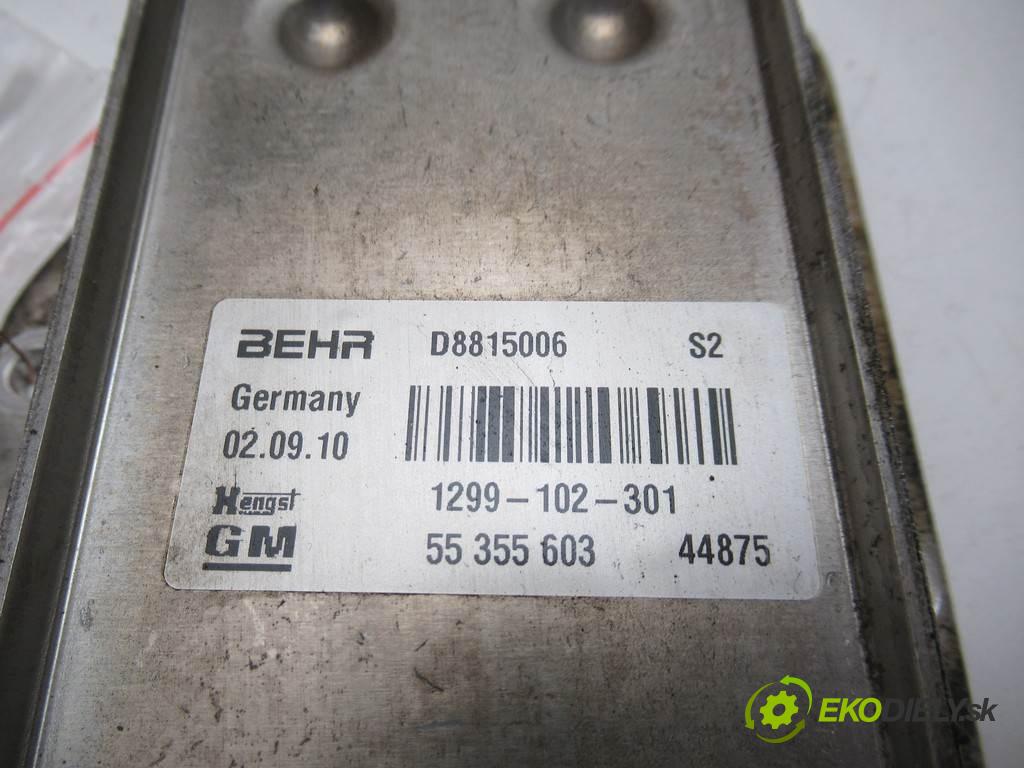 BEHR D8815006 S2
Germany
02.09.10
Hengst 1299-102-301
GM 55 355 603 44875
EKODIELY.sk